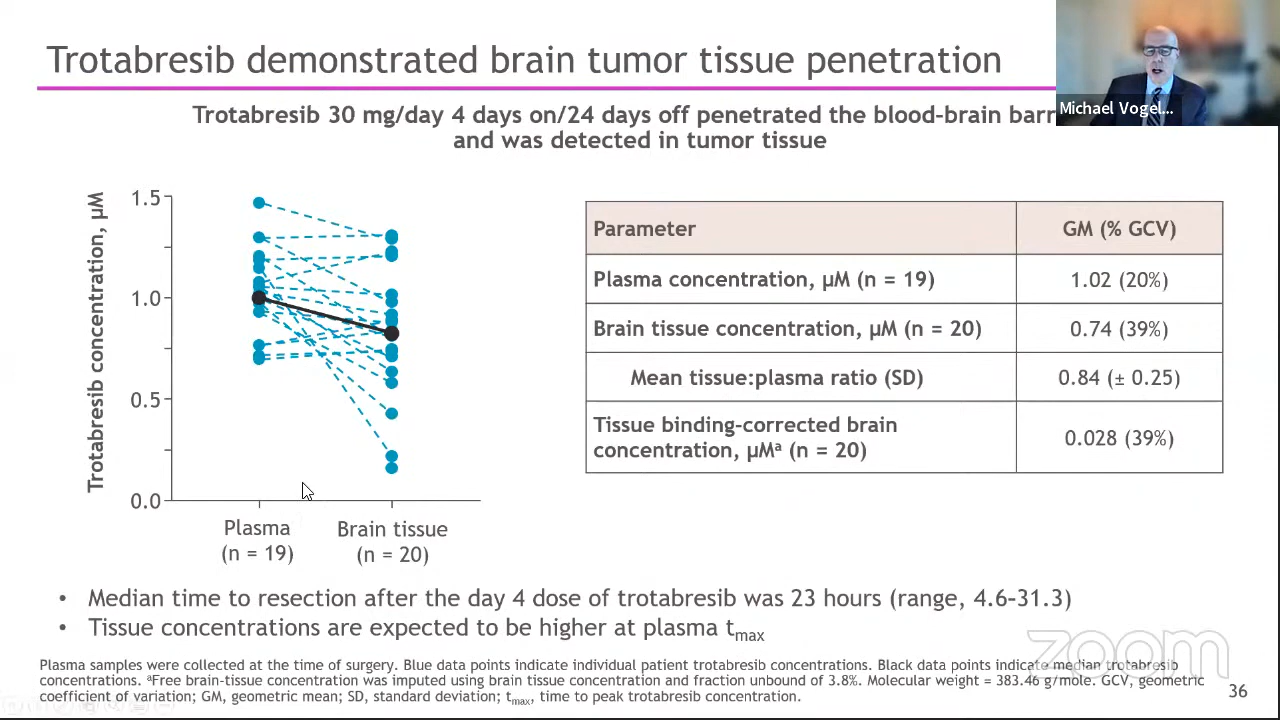 Trotabresib demonstrated brain tumor tissue penetration
Michael Vogel...
Trotabresib 30 mg/day 4 days on/24 days off penetrated the blood-brain barr
and was detected in tumor tissue
Trotabresib concentration, µM
1.5
1.0
0.5
0.0
Plasma
(n = 19)
Brain tissue
(n = 20)
Parameter GM (% GCV)
Plasma concentration, µM (n = 19) 1.02 (20%)
Brain tissue concentration, µM (n = 20) 0.74 (39%)
Mean tissue:plasma ratio (SD) 0.84 (± 0.25)
Tissue binding-corrected brain
concentration, µMᵃ (n = 20) 0.028 (39%)
• Median time to resection after the day 4 dose of trotabresib was 23 hours (range, 4.6–31.3)
• Tissue concentrations are expected to be higher at plasma tmax
zoom
Plasma samples were collected at the time of surgery. Blue data points indicate individual patient trotabresib concentrations. Black data points indicate median trotabresib
concentrations. ᵃFree brain-tissue concentration was imputed using brain tissue concentration and fraction unbound of 3.8%. Molecular weight = 383.46 g/mole. GCV, geometric
coefficient of variation; GM, geometric mean; SD, standard deviation; tmax, time to peak trotabresib concentration.
36